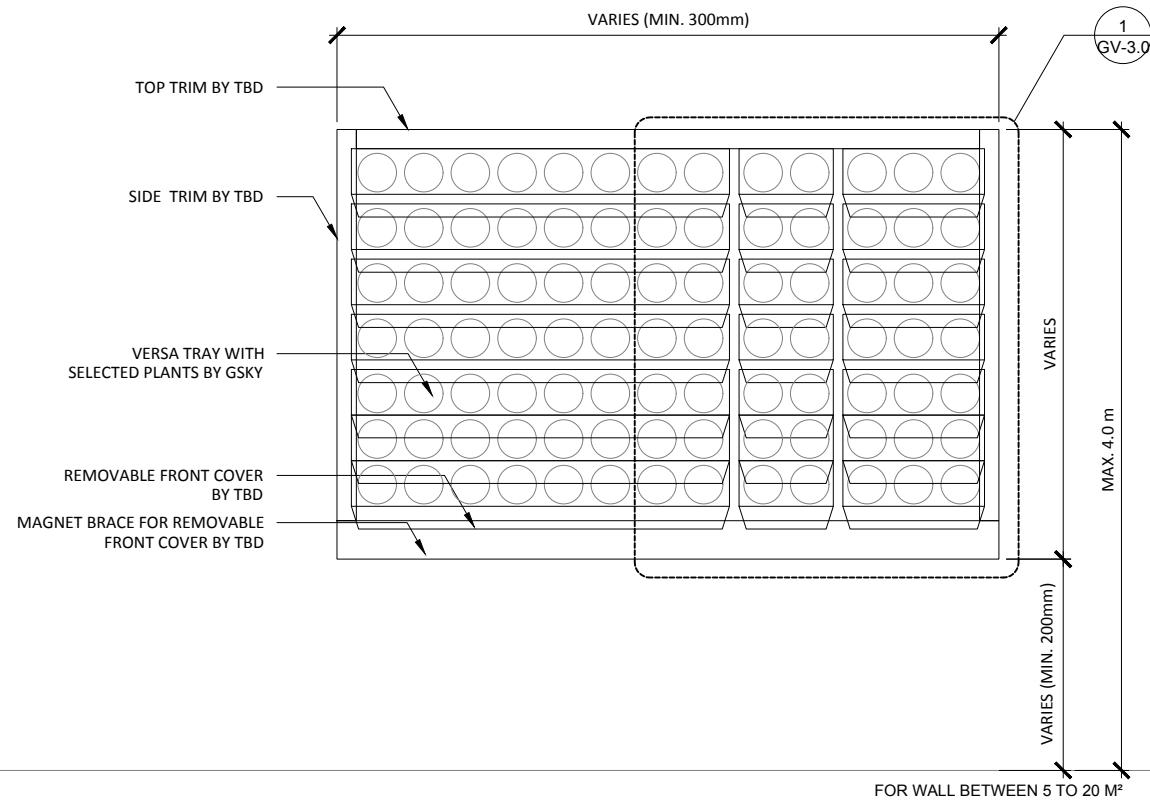 VARIES (MIN. 300mm)
1
GV-3.0
TOP TRIM BY TBD
SIDE TRIM BY TBD
VERSA TRAY WITH
SELECTED PLANTS BY GSKY
REMOVABLE FRONT COVER
BY TBD
MAGNET BRACE FOR REMOVABLE
FRONT COVER BY TBD
VARIES
MAX. 4.0 m
VARIES (MIN. 200mm)
FOR WALL BETWEEN 5 TO 20 M²